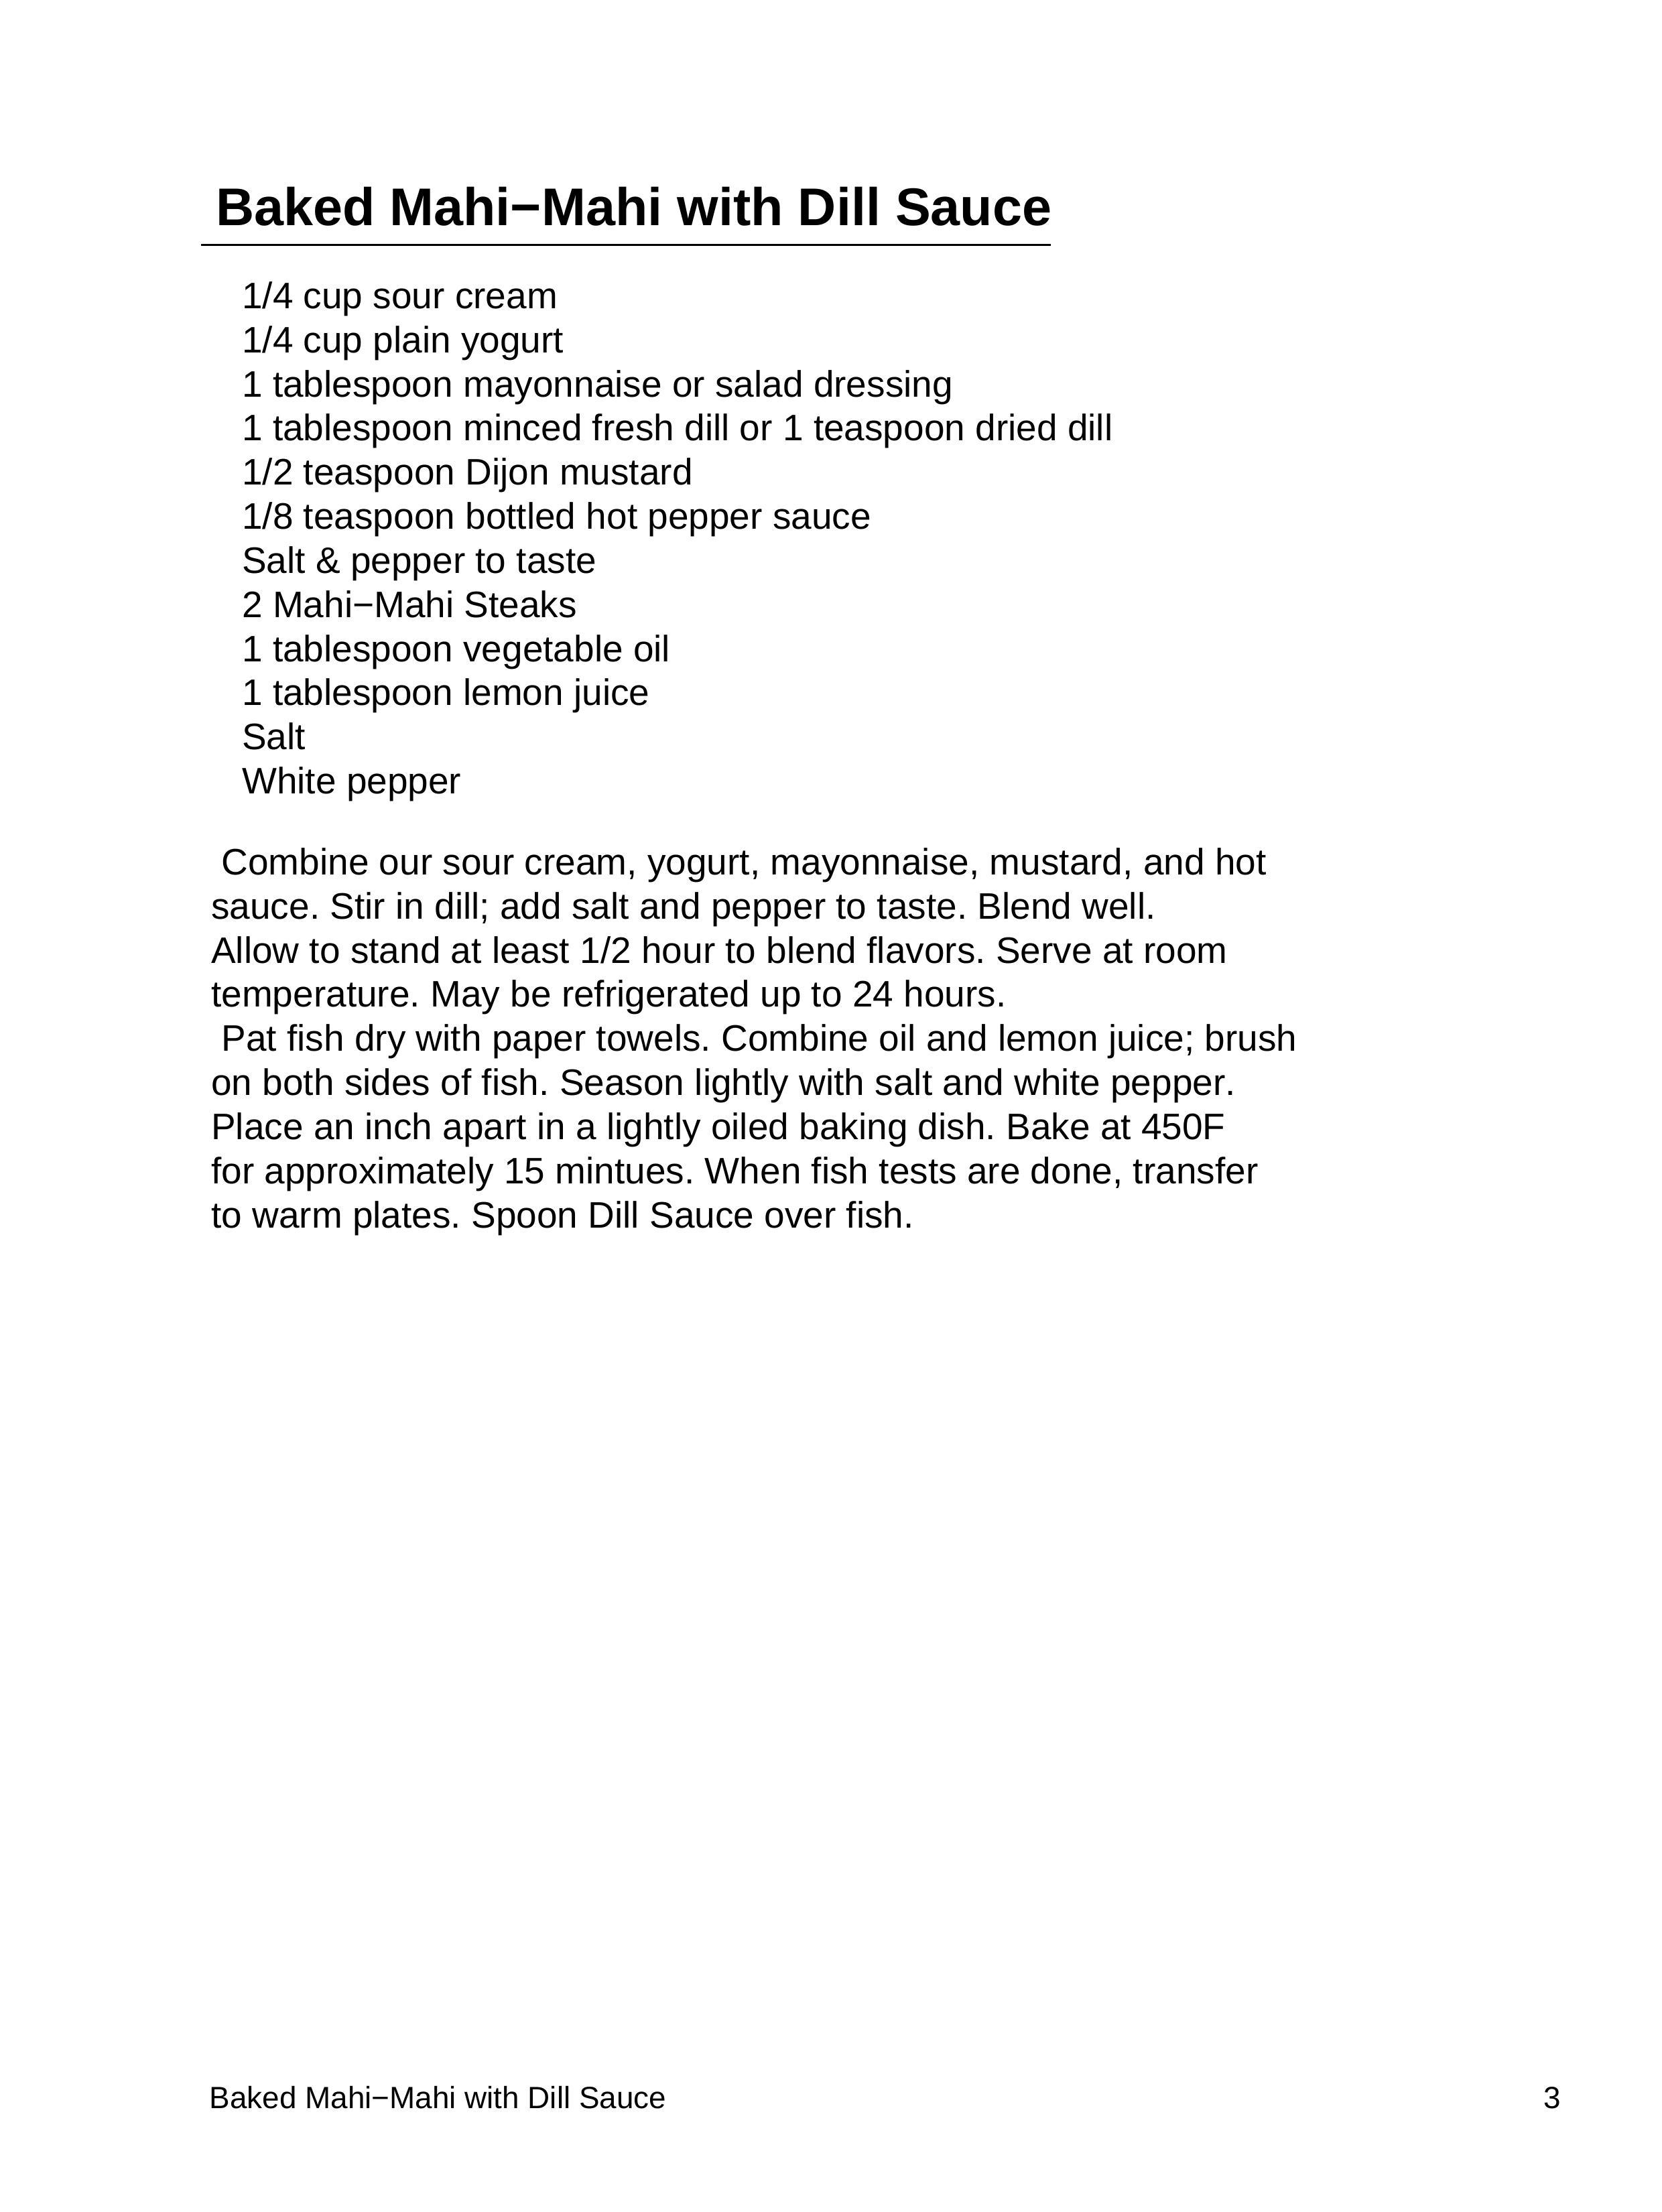 Baked Mahi−Mahi with Dill Sauce
1/4 cup sour cream
1/4 cup plain yogurt
1 tablespoon mayonnaise or salad dressing
1 tablespoon minced fresh dill or 1 teaspoon dried dill
1/2 teaspoon Dijon mustard
1/8 teaspoon bottled hot pepper sauce
Salt & pepper to taste
2 Mahi−Mahi Steaks
1 tablespoon vegetable oil
1 tablespoon lemon juice
Salt
White pepper
Combine our sour cream, yogurt, mayonnaise, mustard, and hot
sauce. Stir in dill; add salt and pepper to taste. Blend well.
Allow to stand at least 1/2 hour to blend flavors. Serve at room
temperature. May be refrigerated up to 24 hours.
Pat fish dry with paper towels. Combine oil and lemon juice; brush
on both sides of fish. Season lightly with salt and white pepper.
Place an inch apart in a lightly oiled baking dish. Bake at 450F
for approximately 15 mintues. When fish tests are done, transfer
to warm plates. Spoon Dill Sauce over fish.
Baked Mahi−Mahi with Dill Sauce 3